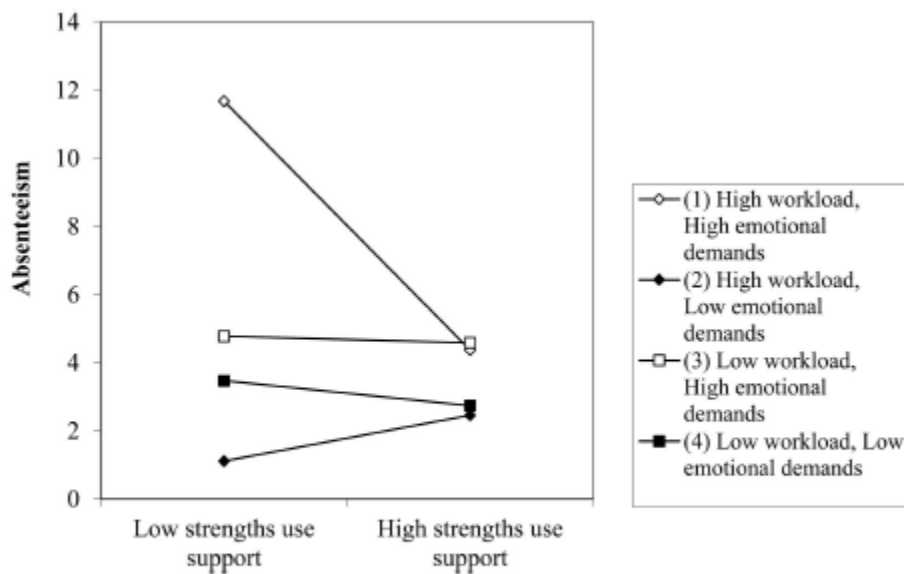 14
12
10
8
6
4
2
0
Absenteeism
Low strengths use
support
High strengths use
support
(1) High workload,
High emotional
demands
(2) High workload,
Low emotional
demands
(3) Low workload,
High emotional
demands
(4) Low workload, Low
emotional demands